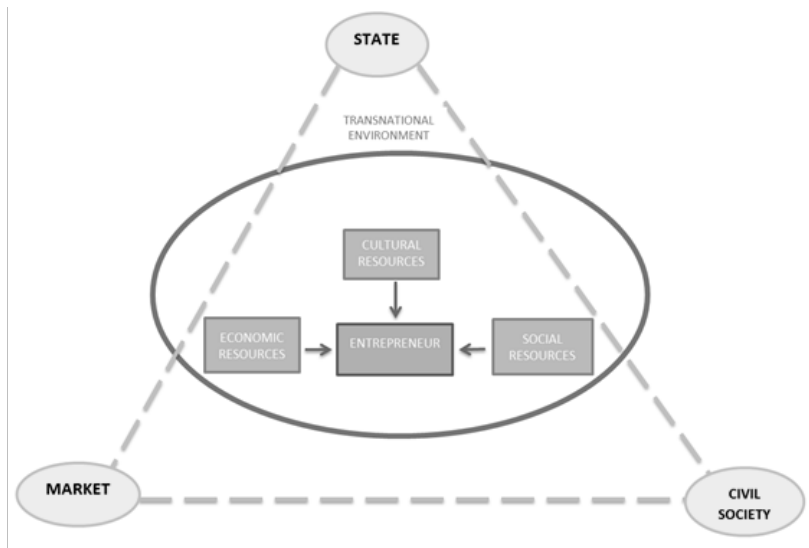 STATE
TRANSNATIONAL
ENVIRONMENT
CULTURAL
RESOURCES
ECONOMIC
RESOURCES
ENTREPRENEUR
SOCIAL
RESOURCES
MARKET
CIVIL
SOCIETY